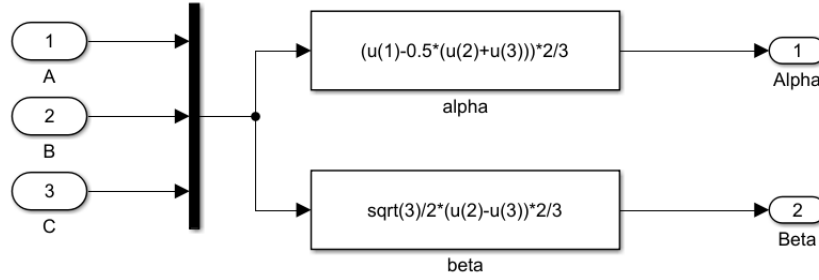 1
A
2
B
3
C
(u(1)-0.5*(u(2)+u(3)))*2/3
alpha
sqrt(3)/2*(u(2)-u(3))*2/3
beta
1
Alpha
2
Beta